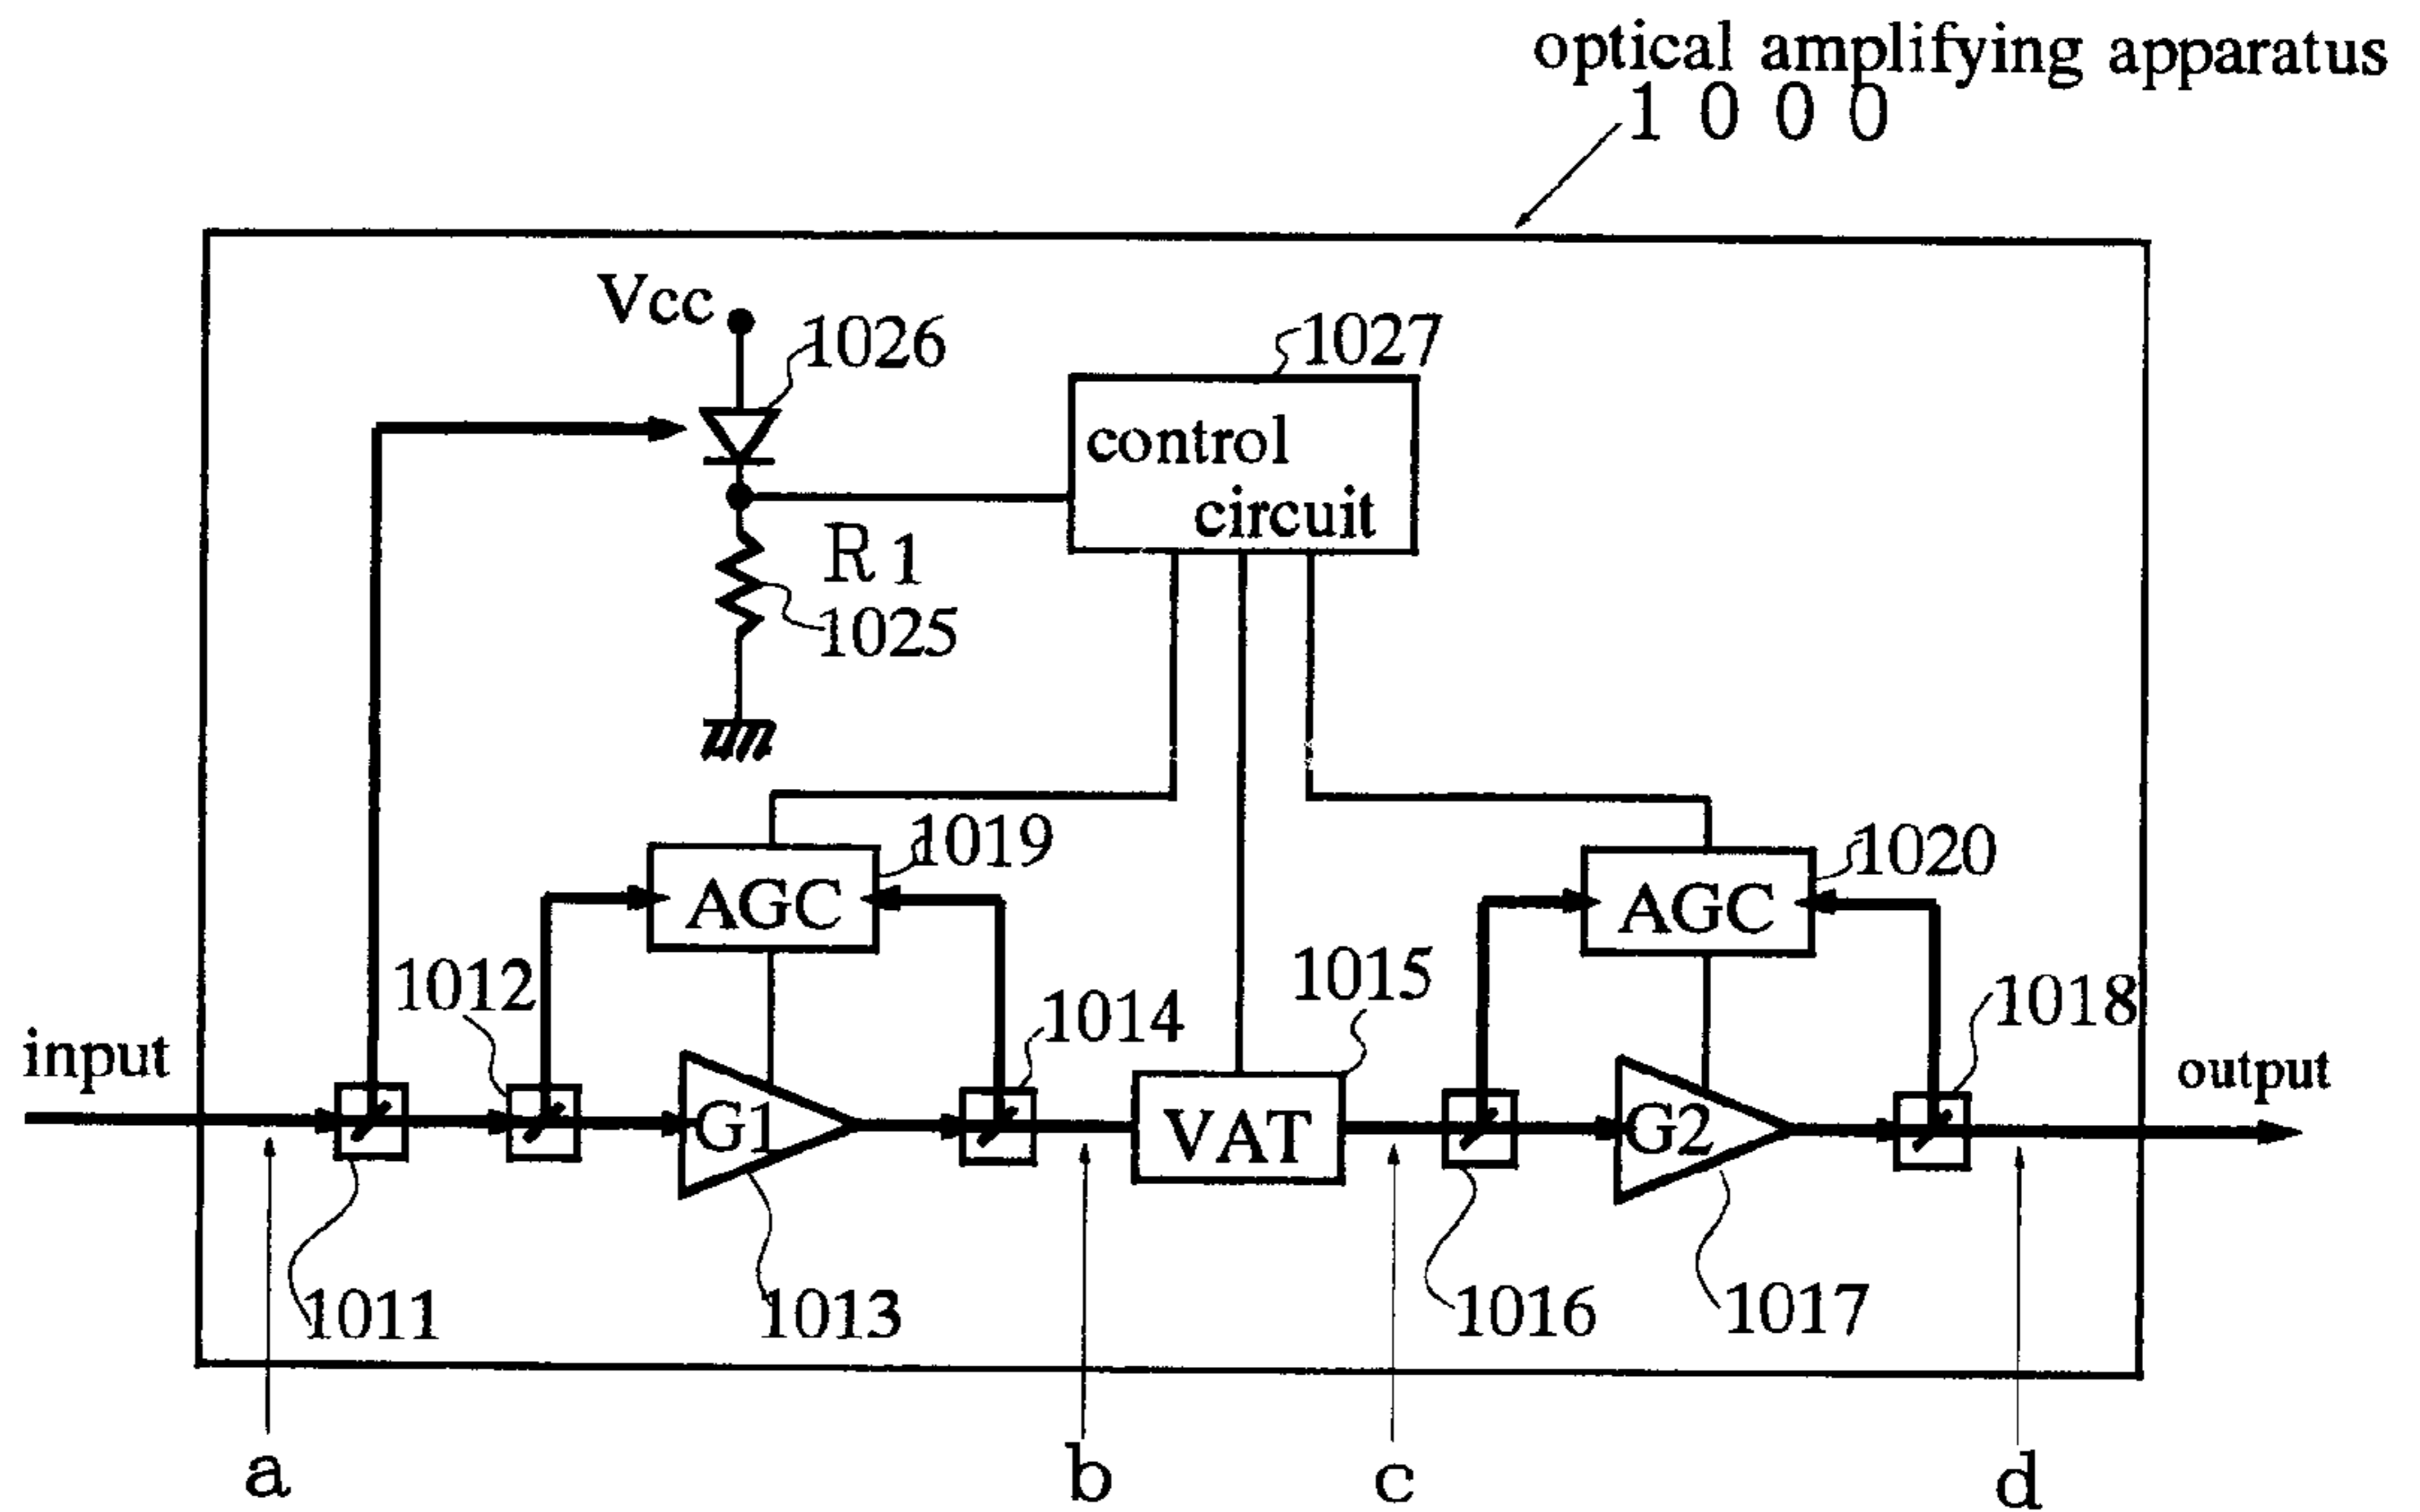 optical amplifying apparatus
1000
Vcc
1026
1027
control
circuit
R1
1025
1019
AGC
1020
AGC
1012
1014
1015
1018
input
G1
VAT
G2
output
1011
1013
1016
1017
a
b
c
d